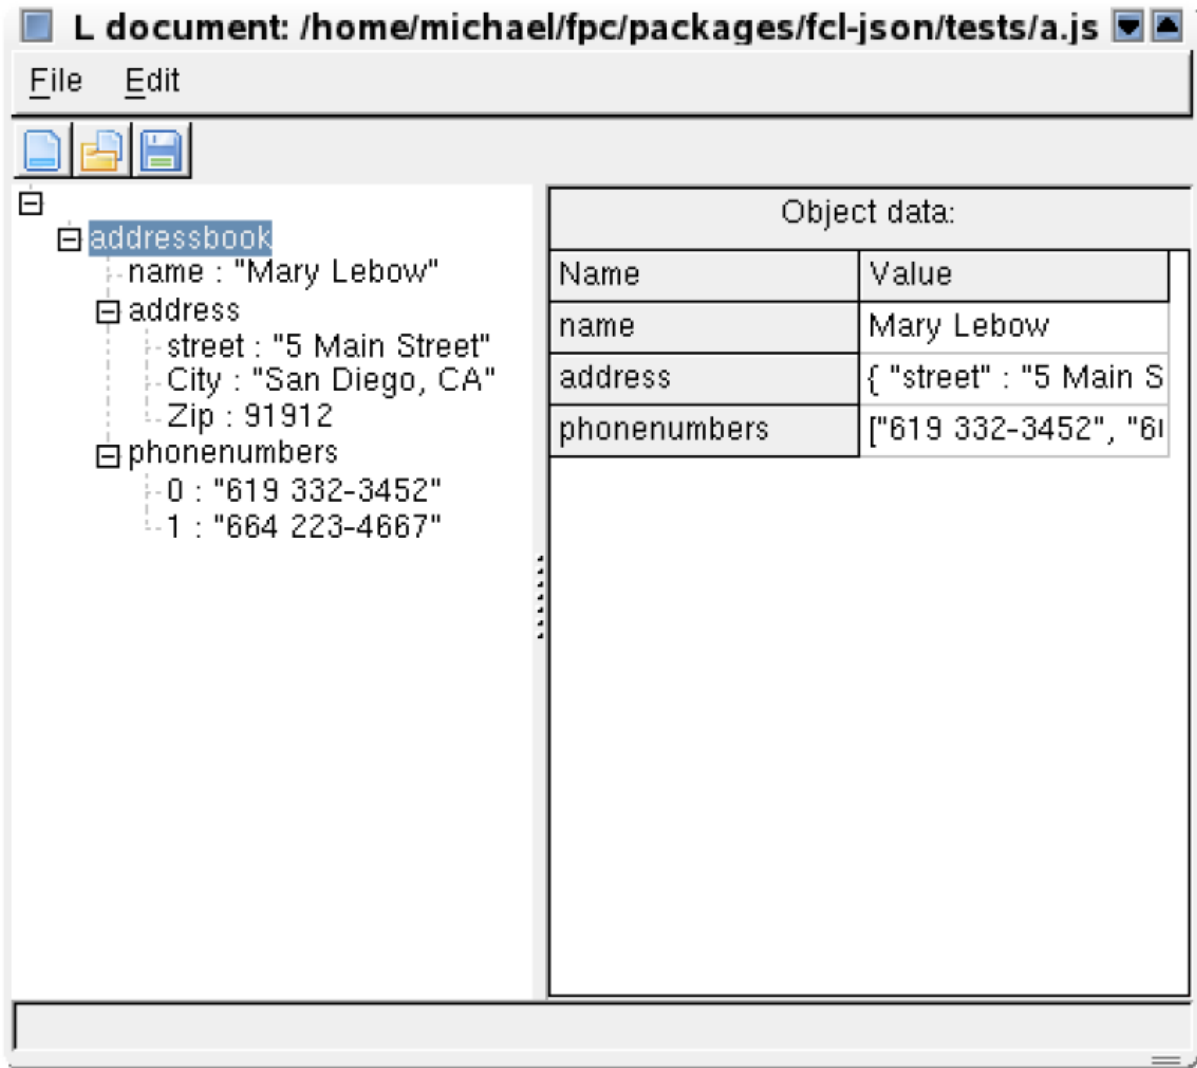 L document: /home/michael/fpc/packages/fcl-json/tests/a.js
File Edit
addressbook
name : "Mary Lebow"
address
street : "5 Main Street"
City : "San Diego, CA"
Zip : 91912
phonenumbers
0 : "619 332-3452"
1 : "664 223-4667"
Object data:
Name Value
name Mary Lebow
address { "street" : "5 Main S
phonenumbers ["619 332-3452", "6